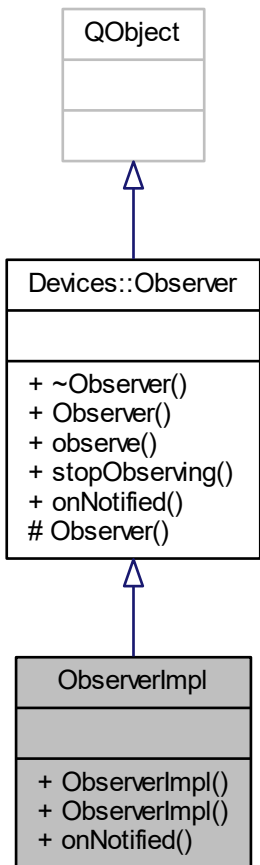 QObject
Devices::Observer
+ ~Observer()
+ Observer()
+ observe()
+ stopObserving()
+ onNotified()
# Observer()
ObserverImpl
+ ObserverImpl()
+ ObserverImpl()
+ onNotified()